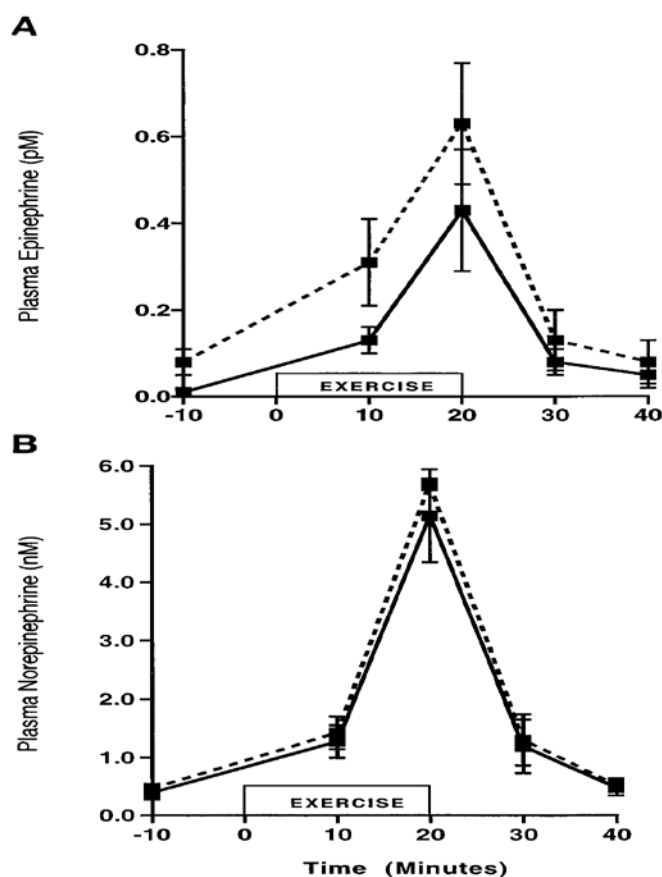 A
Plasma Epinephrine (pM)
0.8
0.6
0.4
0.2
0.0
EXERCISE
-10 0 10 20 30 40
B
Plasma Norepinephrine (nM)
6.0
5.0
4.0
3.0
2.0
1.0
0.0
EXERCISE
-10 0 10 20 30 40
Time (Minutes)